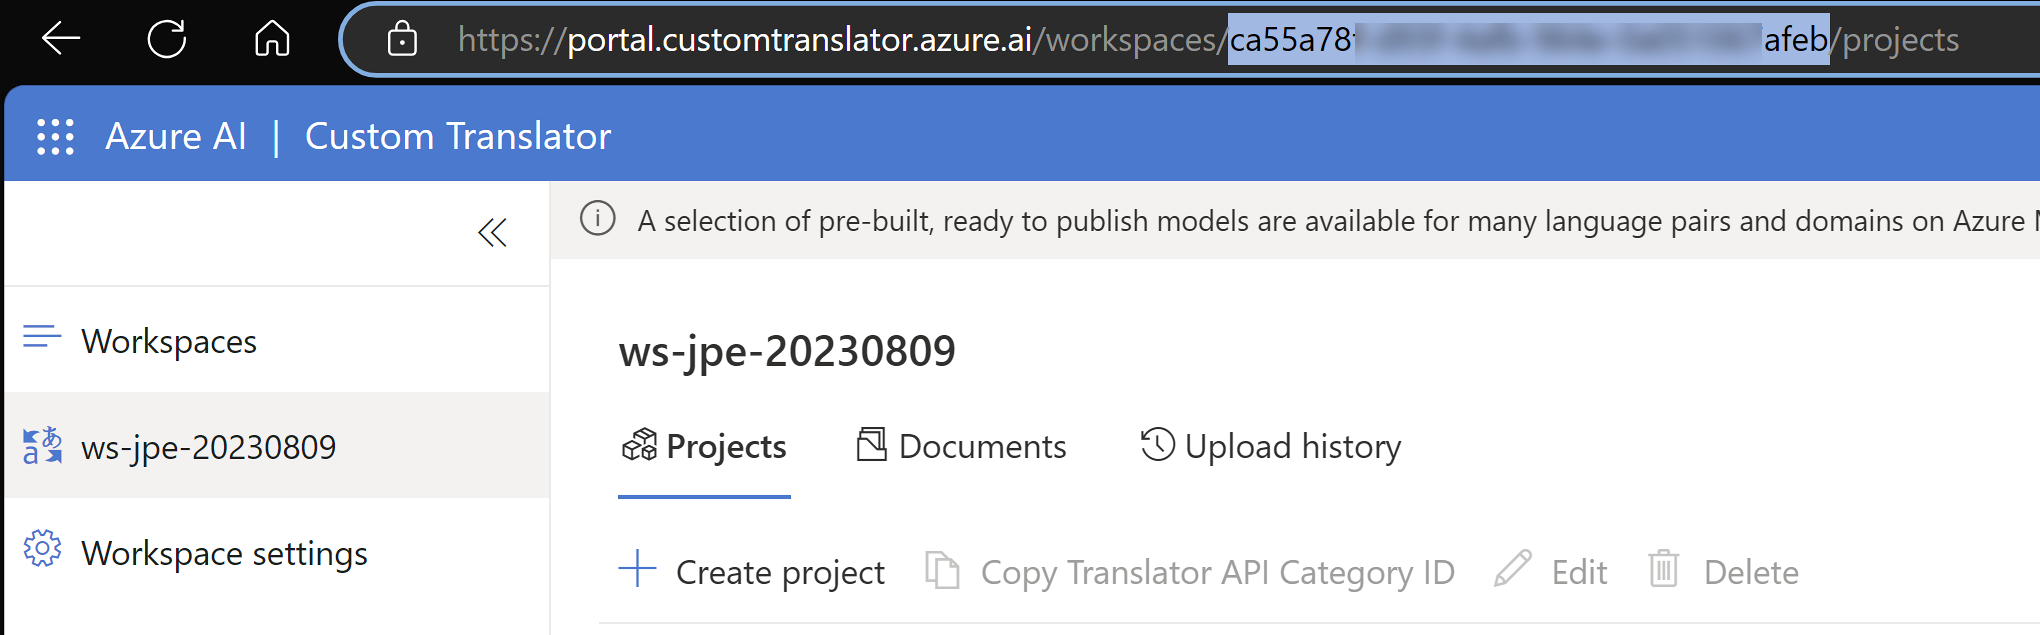 https://portal.customtranslator.azure.ai/workspaces/ca55a78 afeb/projects
Azure AI | Custom Translator
A selection of pre-built, ready to publish models are available for many language pairs and domains on Azure
Workspaces
ws-jpe-20230809
Workspace settings
ws-jpe-20230809
Projects Documents Upload history
Create project Copy Translator API Category ID Edit Delete